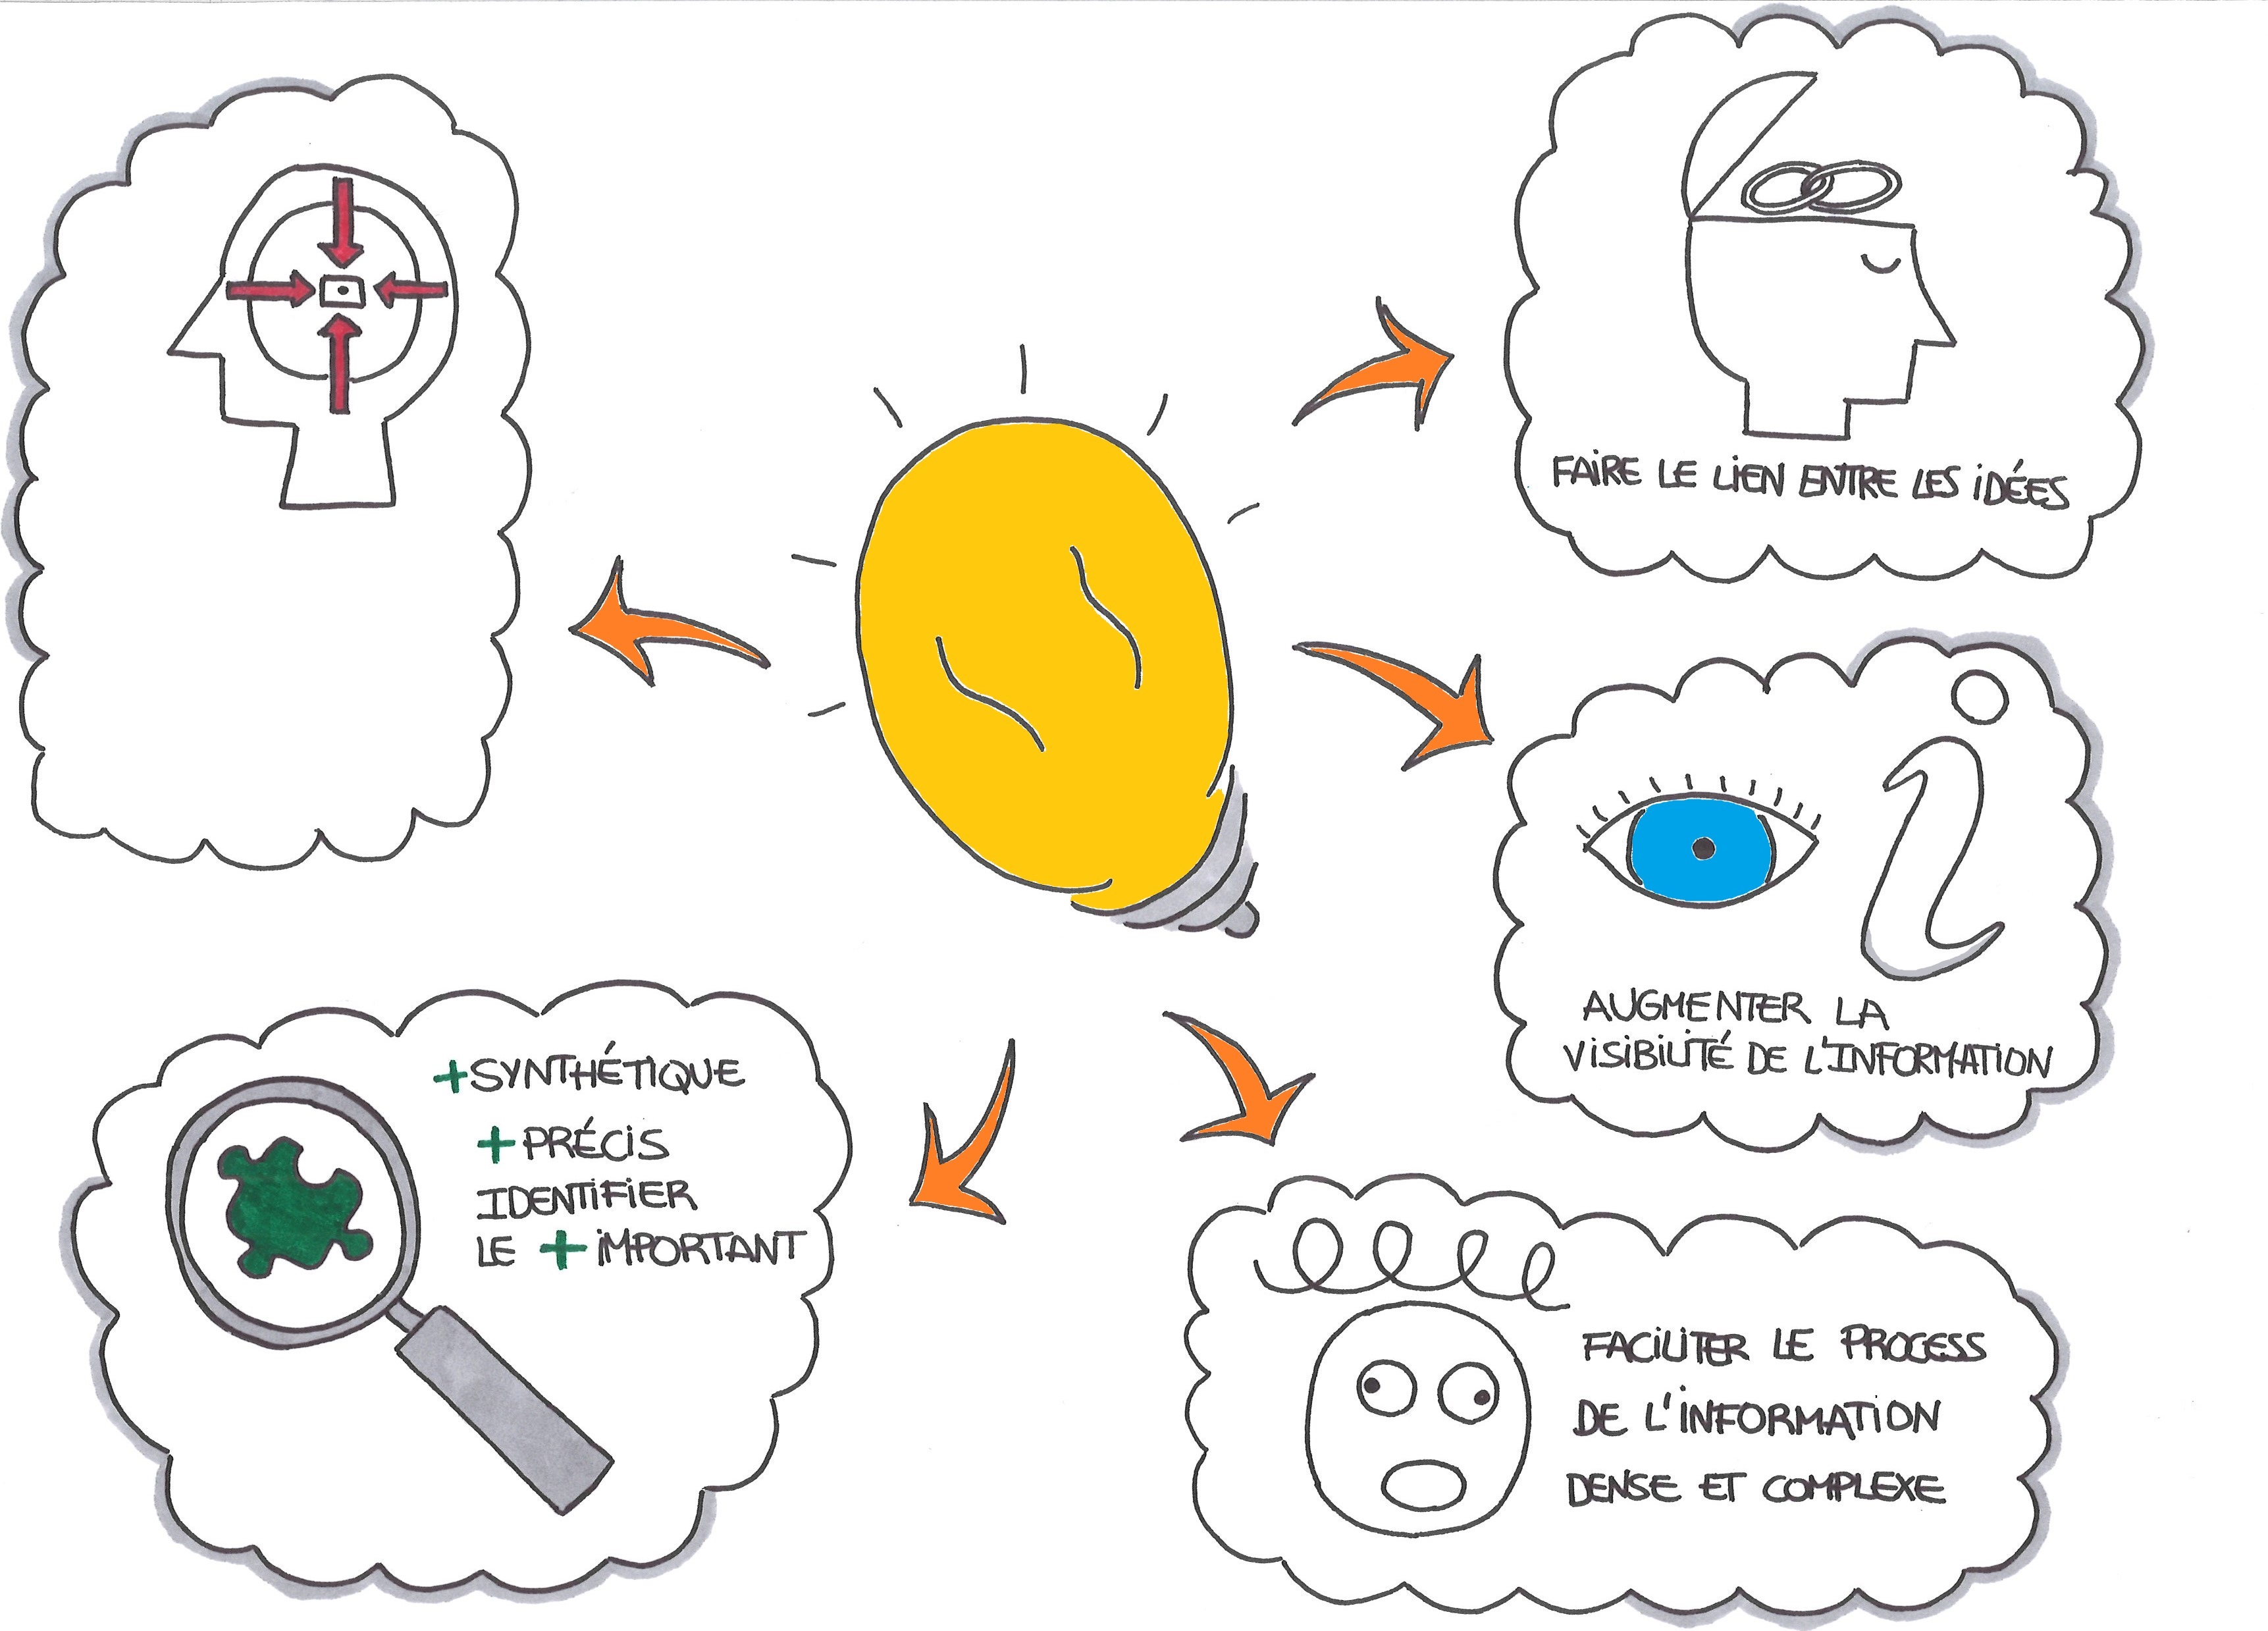 FAIRE LE LIEN ENTRE LES IDÉES
AUGMENTER LA
VISIBILITÉ DE L'INFORMATION
+SYNTHÉTIQUE
+PRÉCIS
IDENTIFIER
LE +IMPORTANT
FACILITER LE PROCESS
DE L'INFORMATION
DENSE ET COMPLEXE